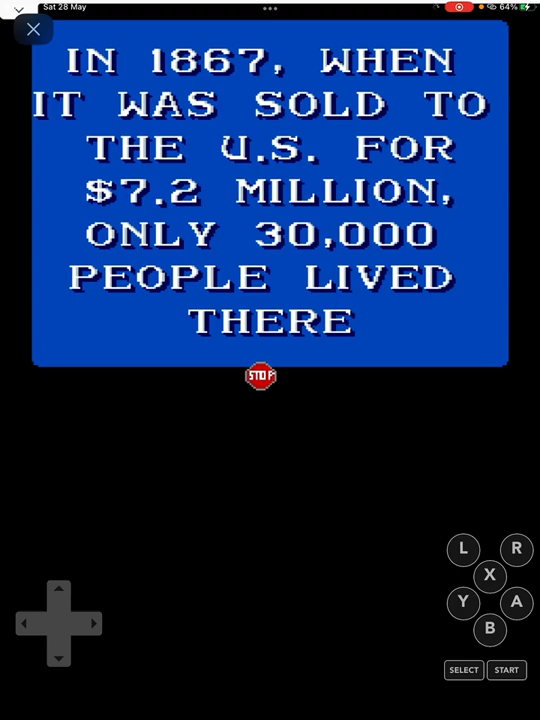 Sat 28 May
64%
IN 1867, WHEN
IT WAS SOLD TO
THE U.S. FOR
$7.2 MILLION,
ONLY 30,000
PEOPLE LIVED
THERE
STOP
L
R
X
Y
A
B
SELECT
START